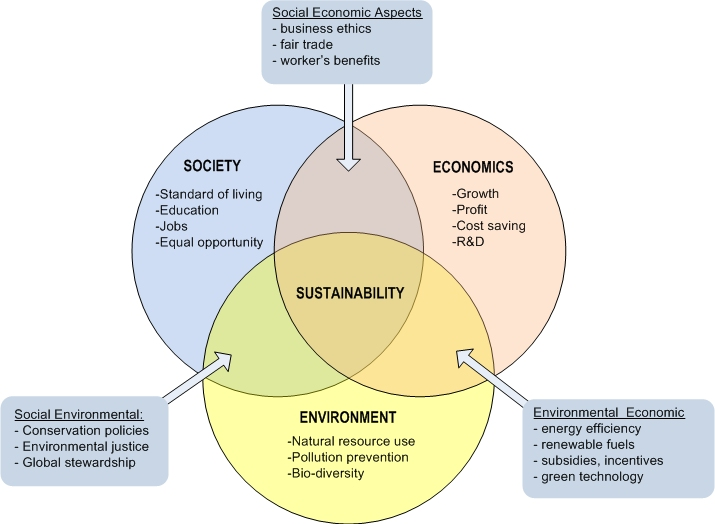 Social Economic Aspects
- business ethics
- fair trade
- worker's benefits
SOCIETY
-Standard of living
-Education
-Jobs
-Equal opportunity
ECONOMICS
-Growth
-Profit
-Cost saving
-R&D
SUSTAINABILITY
Social Environmental:
- Conservation policies
- Environmental justice
- Global stewardship
ENVIRONMENT
-Natural resource use
-Pollution prevention
-Bio-diversity
Environmental Economic
- energy efficiency
- renewable fuels
- subsidies, incentives
- green technology